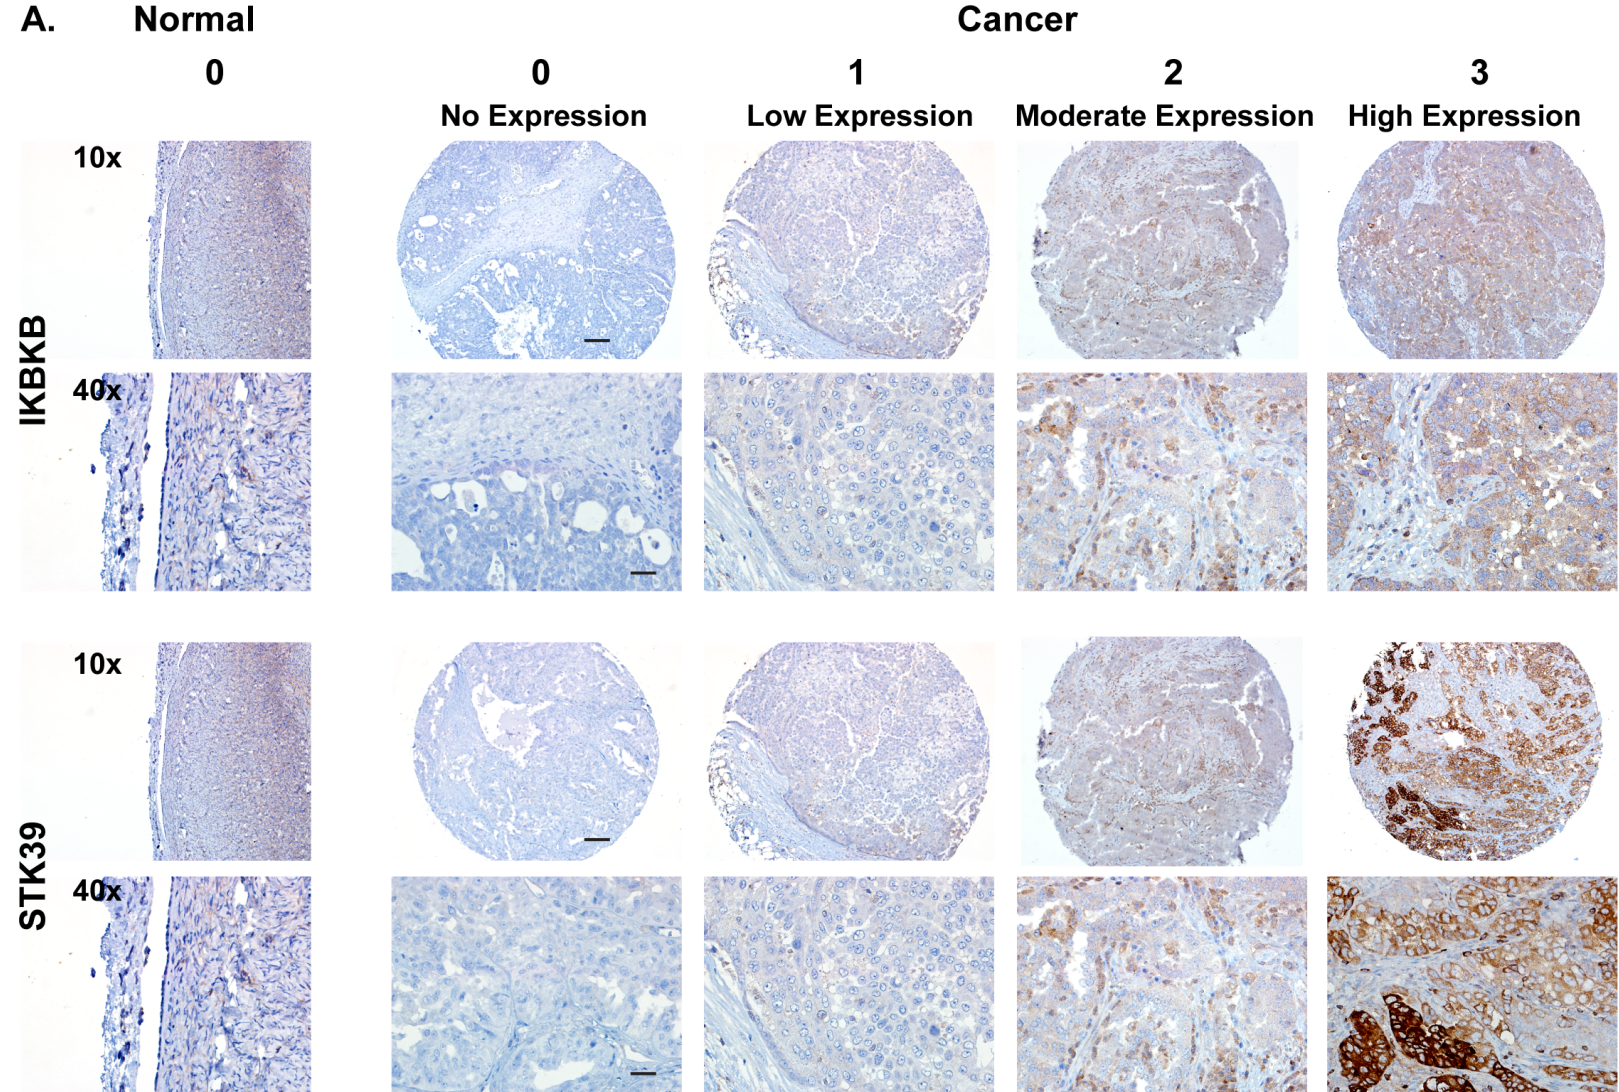 A. Normal Cancer
0 0 1 2 3
No Expression Low Expression Moderate Expression High Expression
IKBKB
10x
40x
STK39
10x
40x